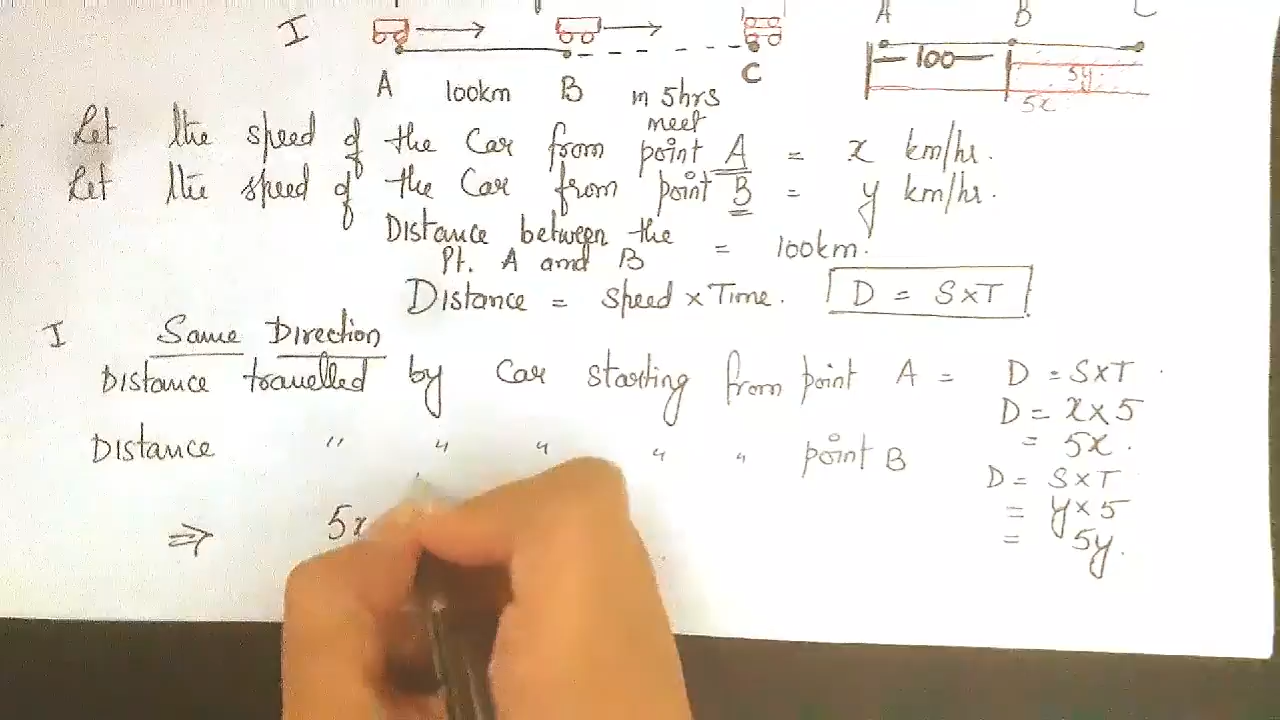 I
A 100km B in 5hrs
meet
C
A B
100
5y
5x
Let the speed of the Car from point A = x km/hr.
Let the speed of the Car from point B = y km/hr.
Distance between the
Pt. A and B = 100km.
Distance = Speed × Time. D = S×T
I Same Direction
Distance travelled by Car starting from point A = D = S×T
D = x×5
= 5x.
Distance " " " " " point B
D = S×T
= y×5
= 5y.
⇒ 5x